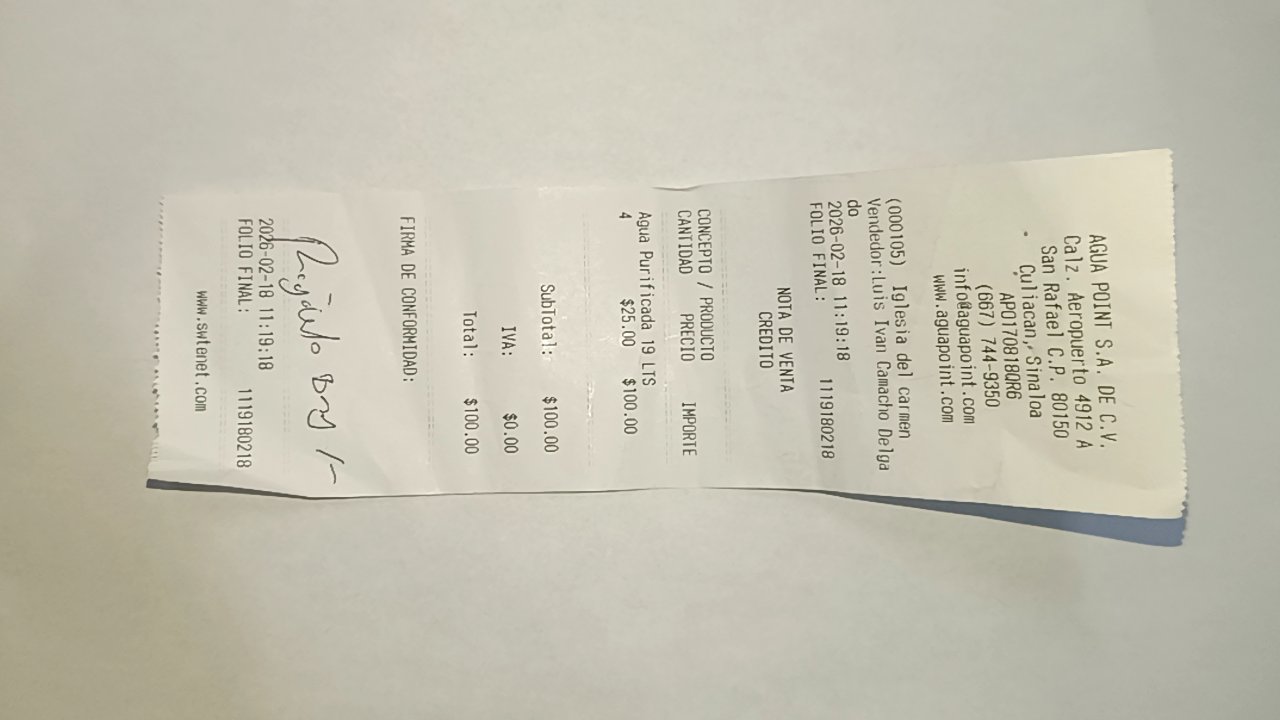 AGUA POINT S.A. DE C.V.
Calz. Aeropuerto 4912 A
San Rafael C.P. 80150
Culiacan, Sinaloa
APO1708180R6
(667) 744-9350
info@aguapoint.com
www.aguapoint.com
(000105) Iglesia del carmen
Vendedor:Luis Ivan Camacho Delga
do
2026-02-18 11:19:18
FOLIO FINAL: 1119180218
NOTA DE VENTA
CREDITO
CONCEPTO / PRODUCTO
CANTIDAD PRECIO IMPORTE
Agua Purificada 19 LTS
4 $25.00 $100.00
SubTotal: $100.00
IVA: $0.00
Total: $100.00
FIRMA DE CONFORMIDAD:
2026-02-18 11:19:18
FOLIO FINAL: 1119180218
www.swtenet.com